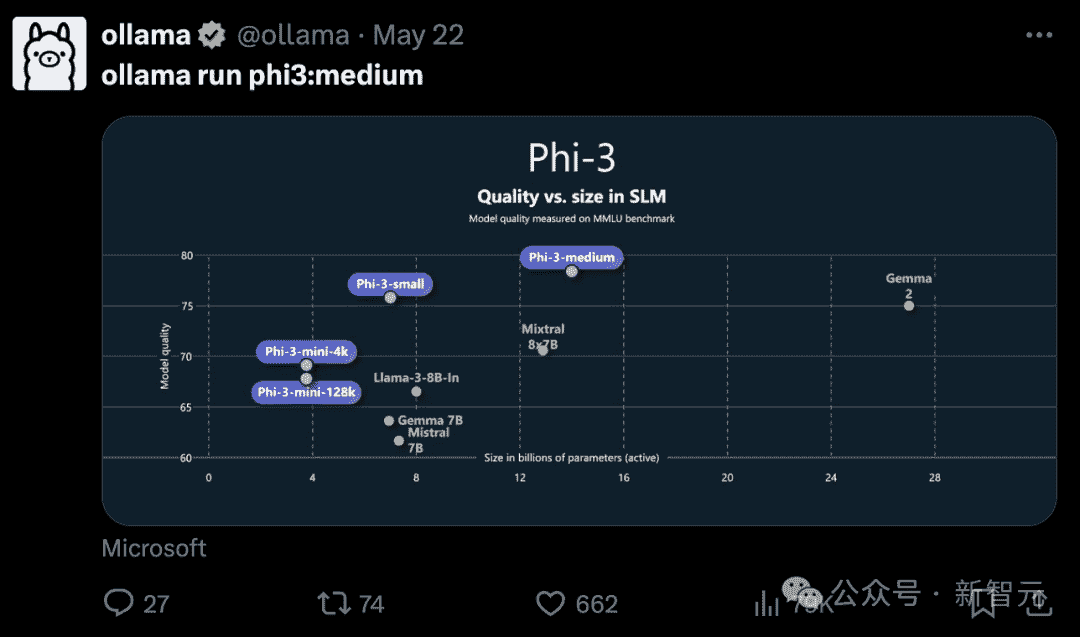 ollama @ollama · May 22
ollama run phi3:medium
Phi-3
Quality vs. size in SLM
Model quality measured on MMLU benchmark
80
Phi-3-medium
Phi-3-small
Gemma
2
75
Mixtral
8x7B
Model quality
70
Phi-3-mini-4k
Llama-3-8B-In
Phi-3-mini-128k
65
Gemma 7B
Mistral
7B
60
Size in billions of parameters (active)
0 4 8 12 16 20 24 28
Microsoft
27 74 662
公众号 · 新智元